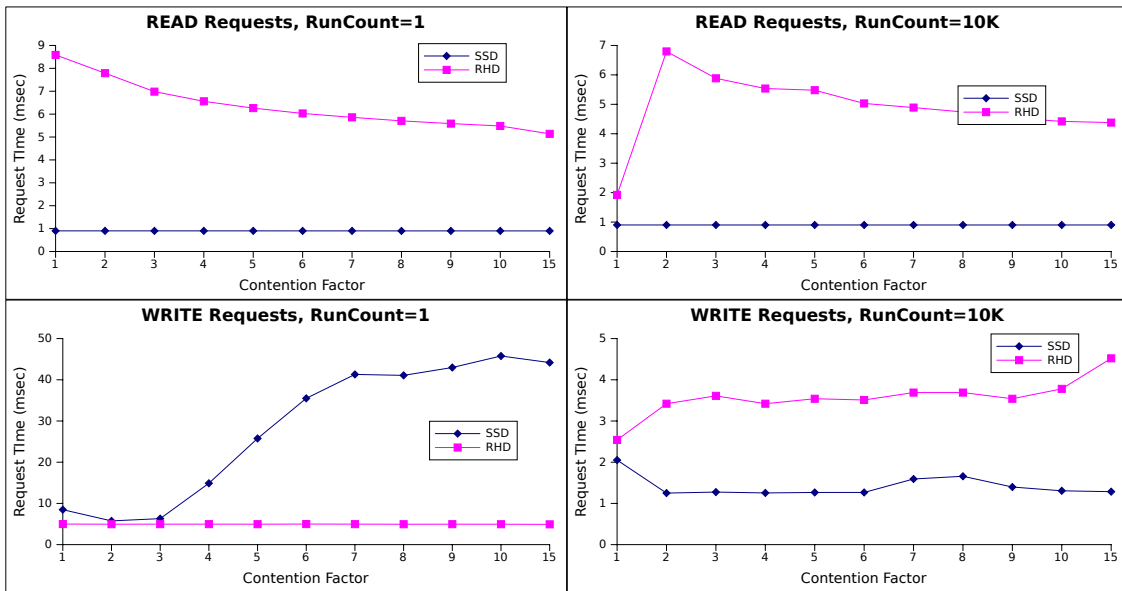 READ Requests, RunCount=1
Request TIme (msec)
9
8
7
6
5
4
3
2
1
0
SSD
RHD
1 2 3 4 5 6 7 8 9 10 15
Contention Factor
READ Requests, RunCount=10K
Request TIme (msec)
7
6
5
4
3
2
1
0
SSD
RHD
1 2 3 4 5 6 7 8 9 10 15
Contention Factor
WRITE Requests, RunCount=1
Request TIme (msec)
50
40
30
20
10
0
SSD
RHD
1 2 3 4 5 6 7 8 9 10 15
Contention Factor
WRITE Requests, RunCount=10K
Request TIme (msec)
5
4
3
2
1
0
SSD
RHD
1 2 3 4 5 6 7 8 9 10 15
Contention Factor